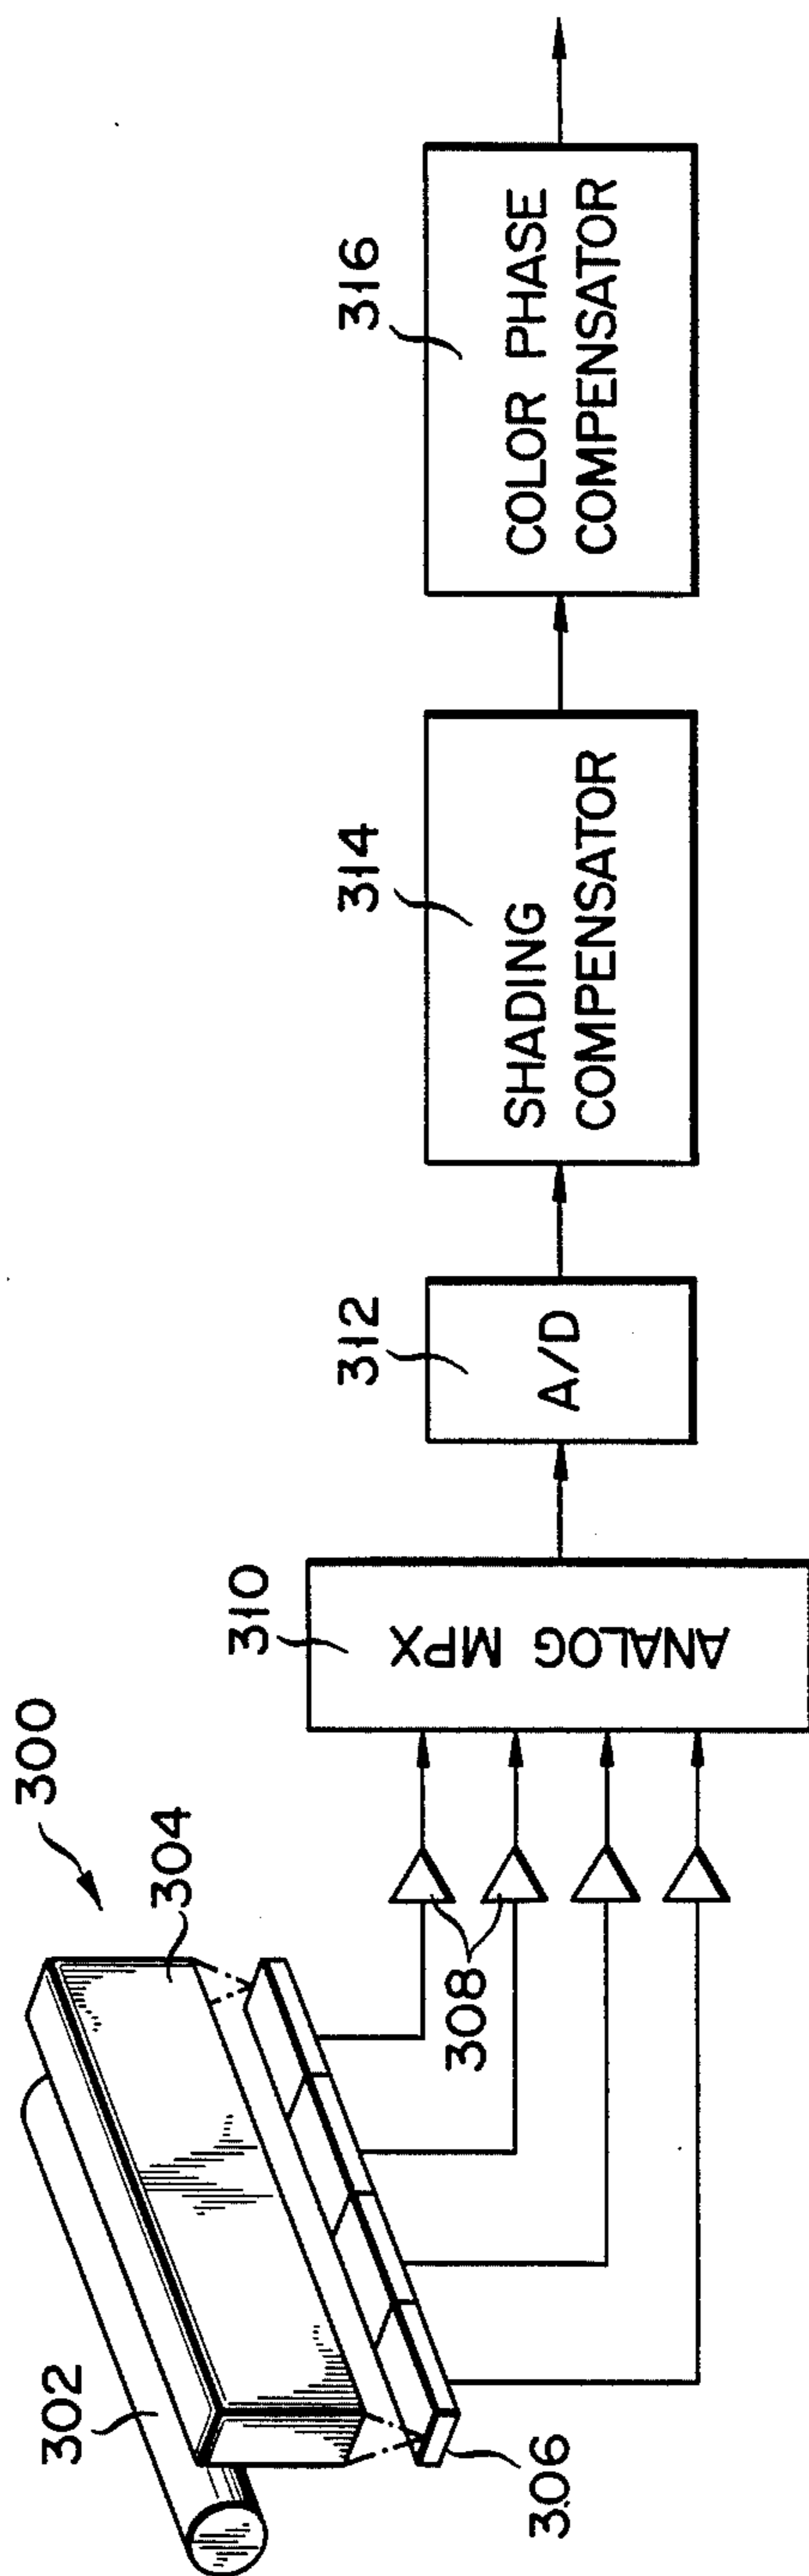 300
302
304
306
308
310
ANALOG MPX
312
A/D
314
SHADING
COMPENSATOR
316
COLOR PHASE
COMPENSATOR